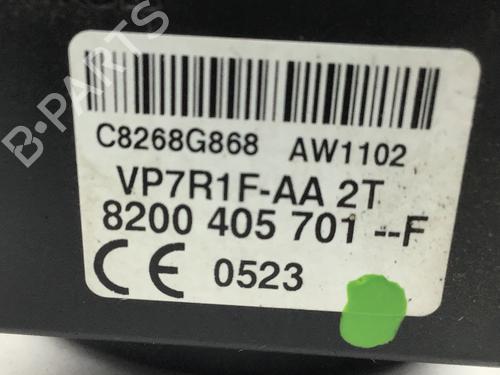 C8268G868 AW1102
VP7R1F-AA 2T
8200 405 701 --F
CE 0523
B-PARTS